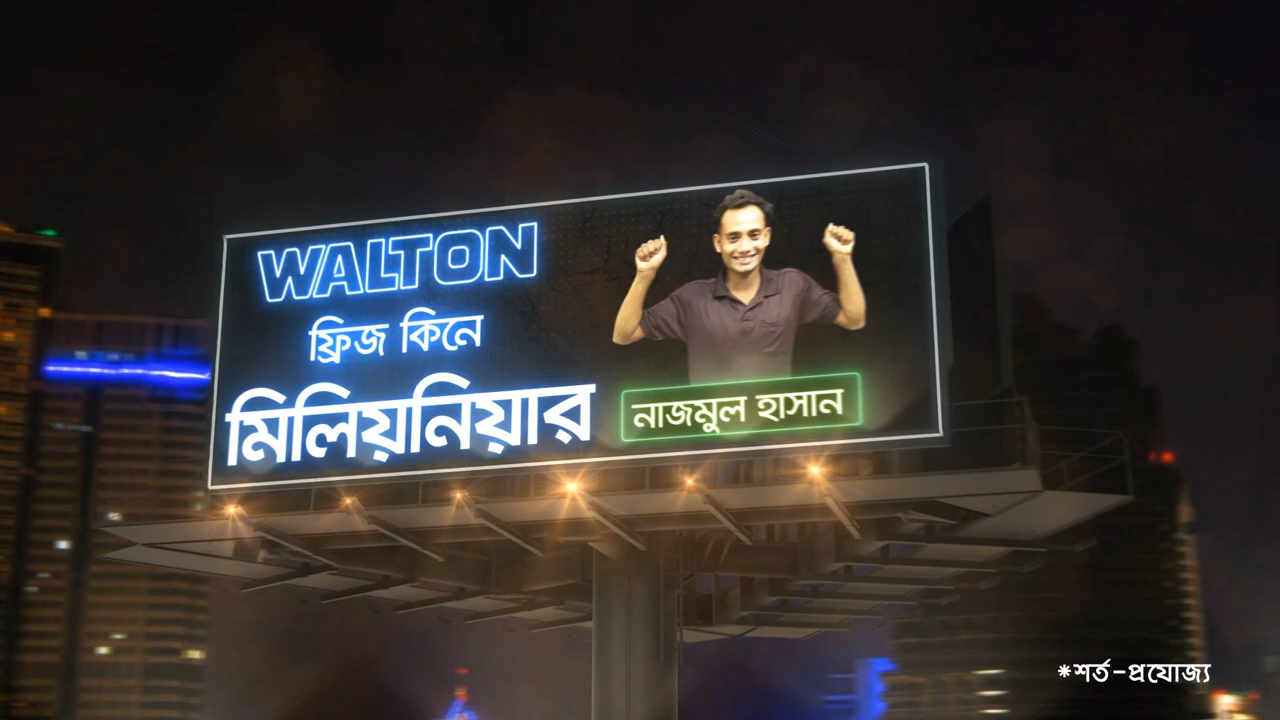 WALTON
ফ্রিজ কিনে
মিলিয়নিয়ার
নাজমুল হাসান
*শর্ত-প্রযোজ্য